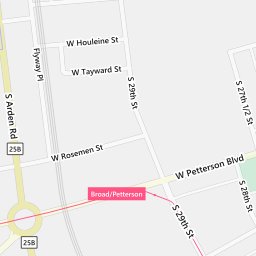 W Houleine St
Flyway Pl
W Tayward St
S 29th St
S 27th 1/2 St
S Arden Rd
25B
W Rosemen St
W Petterson Blvd
Broad/Petterson
S 28th St
S 29th St
25B